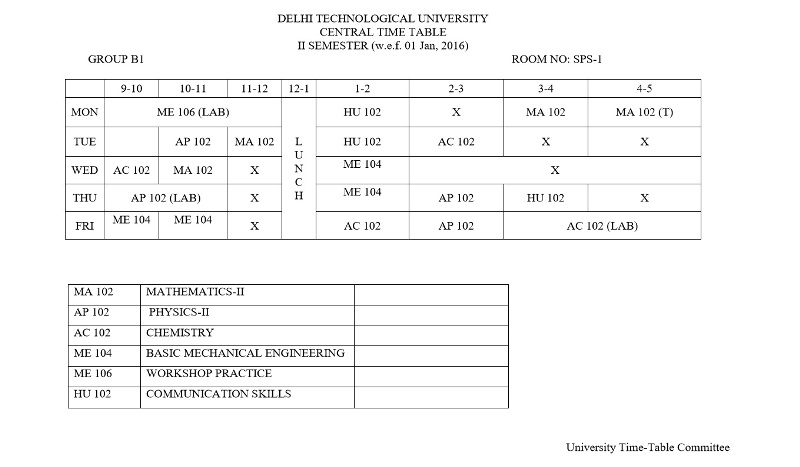 DELHI TECHNOLOGICAL UNIVERSITY
CENTRAL TIME TABLE
II SEMESTER (w.e.f. 01 Jan, 2016)
GROUP B1 ROOM NO: SPS-1
9-10 10-11 11-12 12-1 1-2 2-3 3-4 4-5
MON ME 106 (LAB) LUNCH HU 102 X MA 102 MA 102 (T)
TUE AP 102 MA 102 HU 102 AC 102 X X
WED AC 102 MA 102 X ME 104 X
THU AP 102 (LAB) X ME 104 AP 102 HU 102 X
FRI ME 104 ME 104 X AC 102 AP 102 AC 102 (LAB)
MA 102 MATHEMATICS-II
AP 102 PHYSICS-II
AC 102 CHEMISTRY
ME 104 BASIC MECHANICAL ENGINEERING
ME 106 WORKSHOP PRACTICE
HU 102 COMMUNICATION SKILLS
University Time-Table Committee